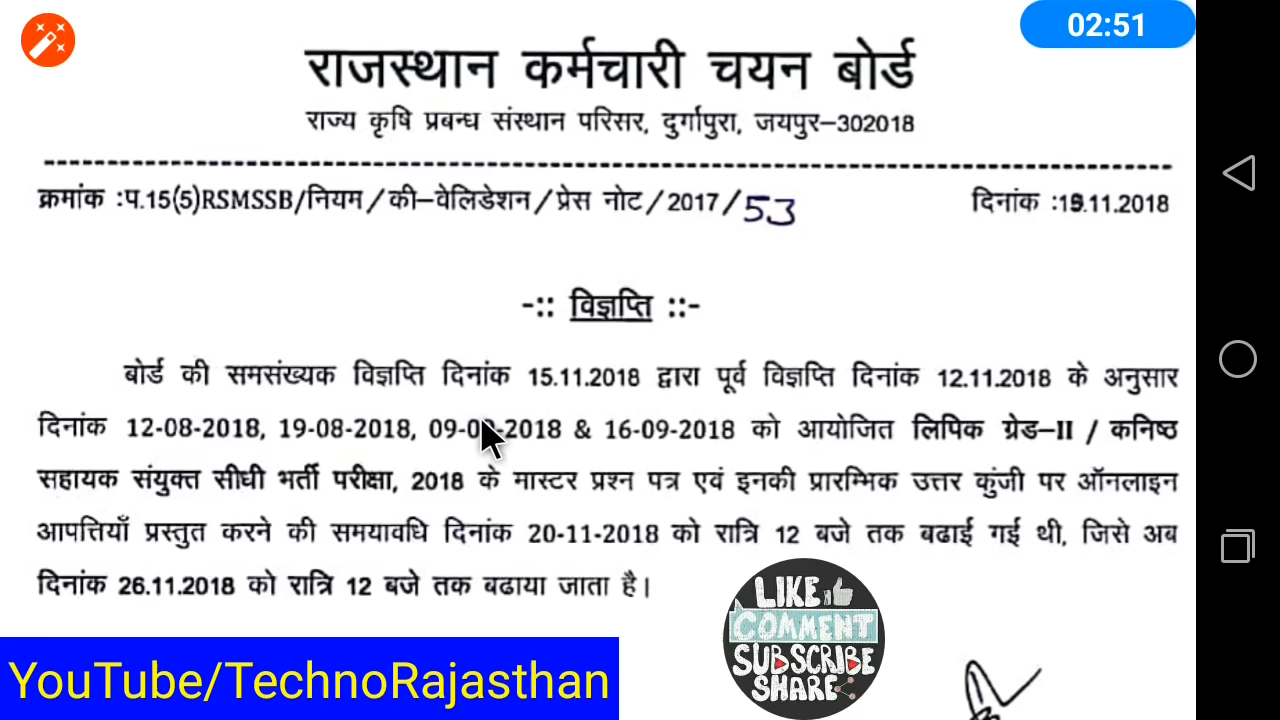 02:51
राजस्थान कर्मचारी चयन बोर्ड
राज्य कृषि प्रबन्ध संस्थान परिसर, दुर्गापुरा, जयपुर–302018
क्रमांक :प.15(5)RSMSSB/नियम/की–वेलिडेशन/प्रेस नोट/2017/53 दिनांक :19.11.2018
-:: विज्ञप्ति ::-
बोर्ड की समसंख्यक विज्ञप्ति दिनांक 15.11.2018 द्वारा पूर्व विज्ञप्ति दिनांक 12.11.2018 के अनुसार
दिनांक 12-08-2018, 19-08-2018, 09-09-2018 & 16-09-2018 को आयोजित लिपिक ग्रेड–II / कनिष्ठ
सहायक संयुक्त सीधी भर्ती परीक्षा, 2018 के मास्टर प्रश्न पत्र एवं इनकी प्रारम्भिक उत्तर कुंजी पर ऑनलाइन
आपत्तियाँ प्रस्तुत करने की समयावधि दिनांक 20-11-2018 को रात्रि 12 बजे तक बढाई गई थी, जिसे अब
दिनांक 26.11.2018 को रात्रि 12 बजे तक बढाया जाता है।
LIKE
COMMENT
SUBSCRIBE
SHARE
YouTube/TechnoRajasthan